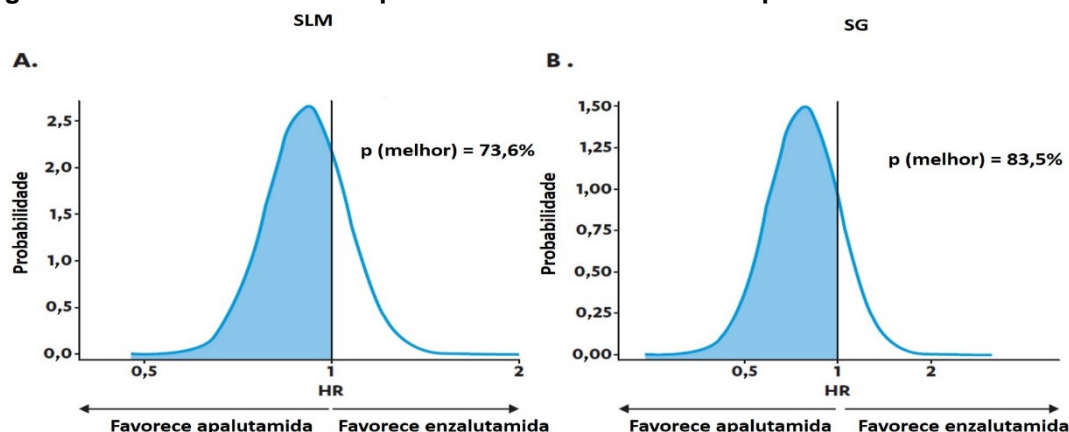 SLM
SG
A.
B .
2,5
2,0
1,5
1,0
0,5
0,0
Probabilidade
p (melhor) = 73,6%
0,5
1
2
HR
Favorece apalutamida
Favorece enzalutamida
1,50
1,25
1,00
0,75
0,50
0,25
0,00
Probabilidade
p (melhor) = 83,5%
0,5
1
2
HR
Favorece apalutamida
Favorece enzalutamida